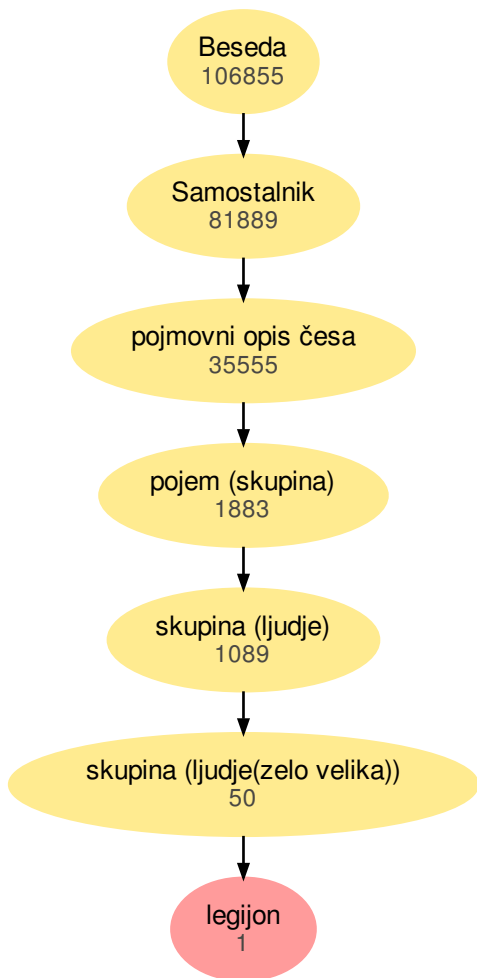 Beseda
106855
Samostalnik
81889
pojmovni opis česa
35555
pojem (skupina)
1883
skupina (ljudje)
1089
skupina (ljudje(zelo velika))
50
legijon
1